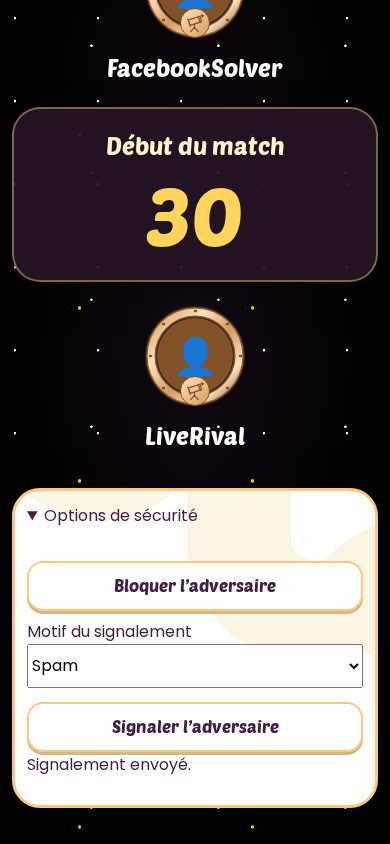 FacebookSolver
Début du match
30
LiveRival
▼ Options de sécurité
Bloquer l’adversaire
Motif du signalement
Spam
Signaler l’adversaire
Signalement envoyé.